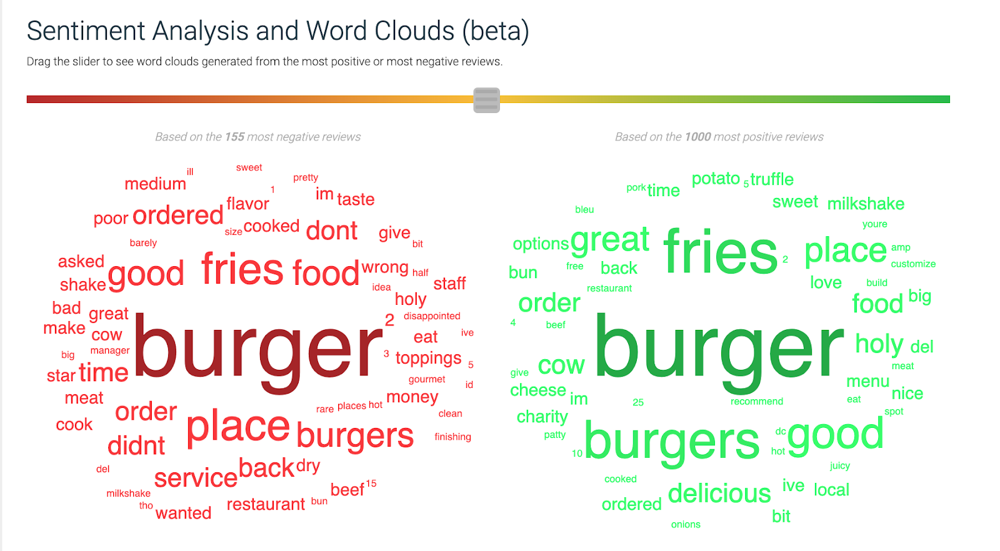 Sentiment Analysis and Word Clouds (beta)
Drag the slider to see word clouds generated from the most positive or most negative reviews.
Based on the 155 most negative reviews
ill
sweet
medium
pretty
1
im
taste
flavor
poor
ordered
size
cooked
dont
give
barely
bit
asked
good
fries
food
wrong
half
shake
idea
staff
holy
bad
great
make
cow
burger
2
disappointed
eat
ive
manager
big
3
toppings
5
star
time
gourmet
id
meat
money
order
rare
places
hot
clean
cook
place
burgers
finishing
didnt
del
service
back
dry
milkshake
beef
15
tho
wanted
restaurant
bun
Based on the 1000 most positive reviews
potato
5
truffle
pork
time
sweet
milkshake
bleu
youre
options
great
fries
2
place
amp
customize
bun
free
back
love
build
restaurant
order
food
big
4
beef
burger
holy
del
give
cow
meat
cheese
im
menu
nice
25
recommend
eat
charity
spot
patty
burgers
dc
good
10
hot
juicy
cooked
delicious
ive
local
ordered
bit
onions